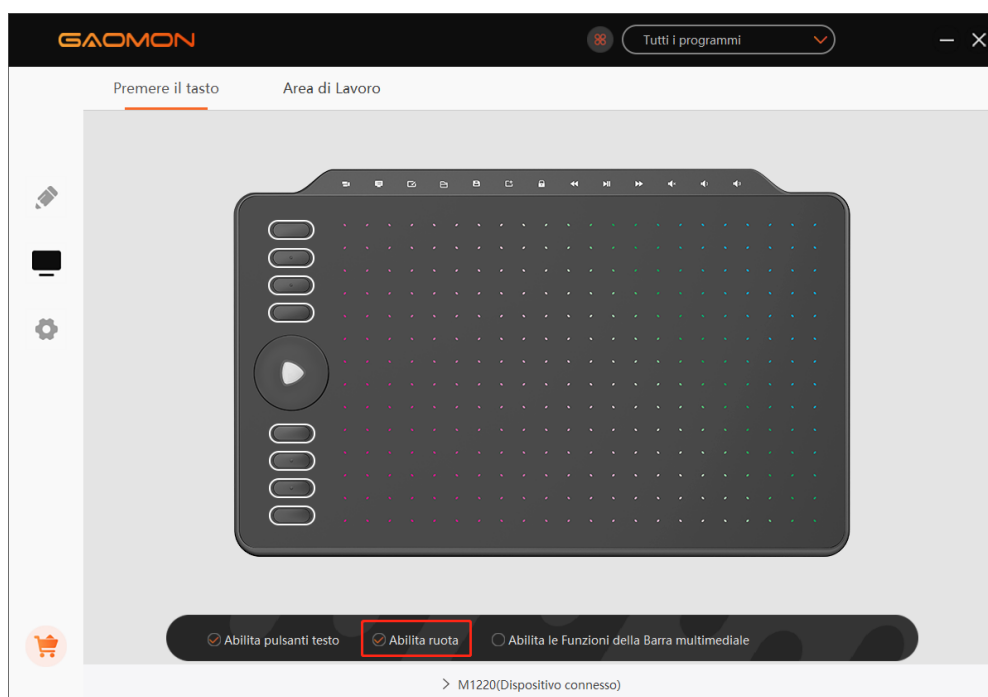 GAOMON
Tutti i programmi
Premere il tasto
Area di Lavoro
Abilita pulsanti testo
Abilita ruota
Abilita le Funzioni della Barra multimediale
M1220(Dispositivo connesso)